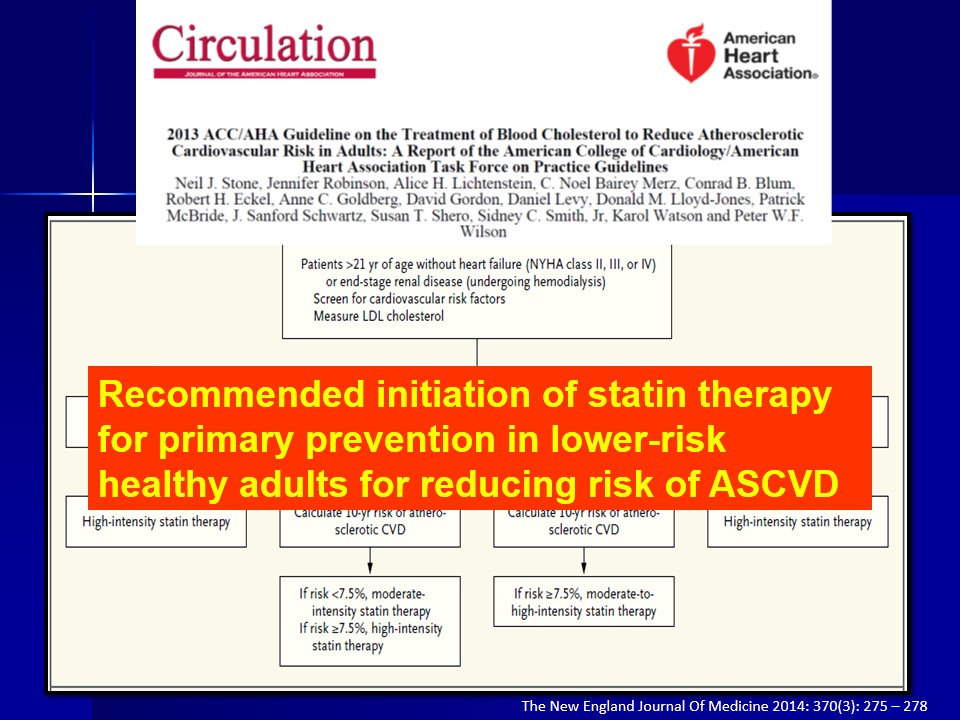 Circulation
JOURNAL OF THE AMERICAN HEART ASSOCIATION
American
Heart
Association®
2013 ACC/AHA Guideline on the Treatment of Blood Cholesterol to Reduce Atherosclerotic
Cardiovascular Risk in Adults: A Report of the American College of Cardiology/American
Heart Association Task Force on Practice Guidelines
Neil J. Stone, Jennifer Robinson, Alice H. Lichtenstein, C. Noel Bairey Merz, Conrad B. Blum,
Robert H. Eckel, Anne C. Goldberg, David Gordon, Daniel Levy, Donald M. Lloyd-Jones, Patrick
McBride, J. Sanford Schwartz, Susan T. Shero, Sidney C. Smith, Jr, Karol Watson and Peter W.F.
Wilson
Patients >21 yr of age without heart failure (NYHA class II, III, or IV)
or end-stage renal disease (undergoing hemodialysis)
Screen for cardiovascular risk factors
Measure LDL cholesterol
Recommended initiation of statin therapy
for primary prevention in lower-risk
healthy adults for reducing risk of ASCVD
High-intensity statin therapy
Calculate 10-yr risk of athero-
sclerotic CVD
Calculate 10-yr risk of athero-
sclerotic CVD
High-intensity statin therapy
If risk <7.5%, moderate-
intensity statin therapy
If risk ≥7.5%, high-intensity
statin therapy
If risk ≥7.5%, moderate-to-
high-intensity statin therapy
The New England Journal Of Medicine 2014: 370(3): 275 – 278